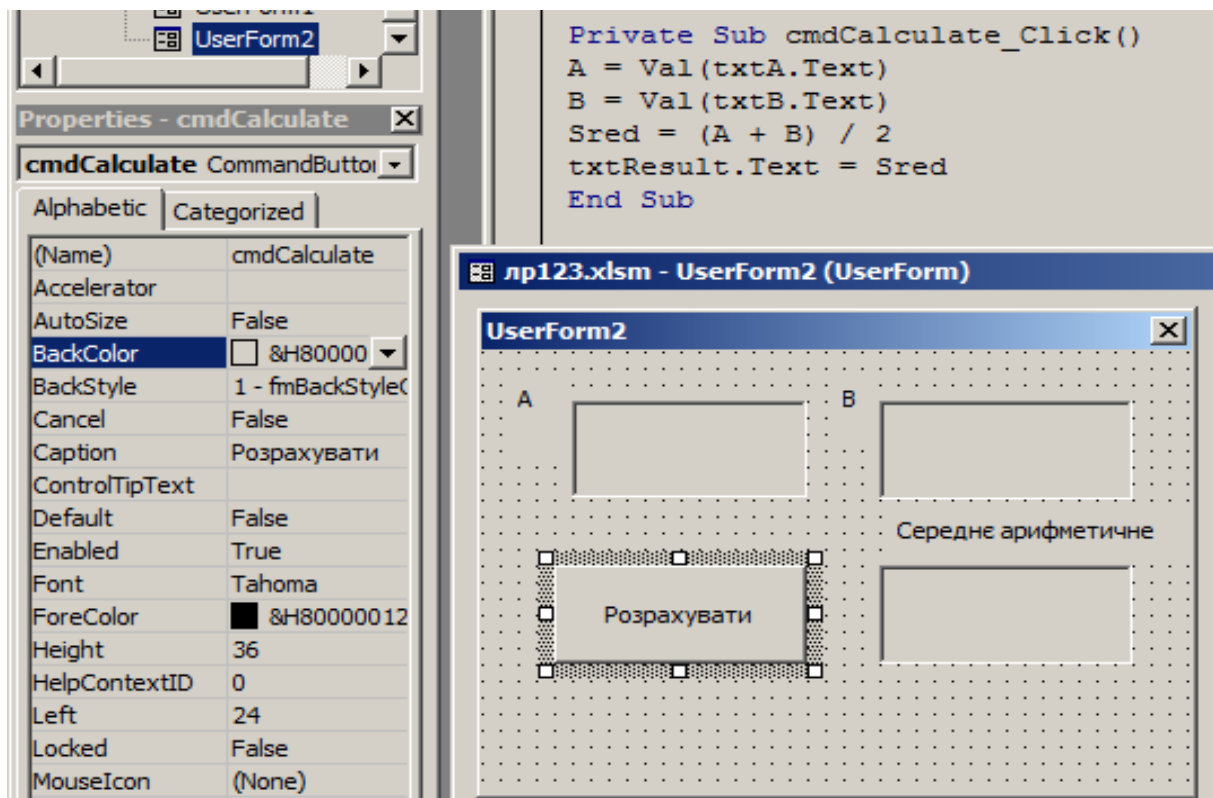 UserForm1
UserForm2
Properties - cmdCalculate
cmdCalculate CommandButto
Alphabetic Categorized
(Name) cmdCalculate
Accelerator
AutoSize False
BackColor &H80000
BackStyle 1 - fmBackStyle
Cancel False
Caption Розрахувати
ControlTipText
Default False
Enabled True
Font Tahoma
ForeColor &H80000012
Height 36
HelpContextID 0
Left 24
Locked False
MouseIcon (None)
Private Sub cmdCalculate_Click()
A = Val(txtA.Text)
B = Val(txtB.Text)
Sred = (A + B) / 2
txtResult.Text = Sred
End Sub
лр123.xlsm - UserForm2 (UserForm)
UserForm2
A B
Середнє арифметичне
Розрахувати